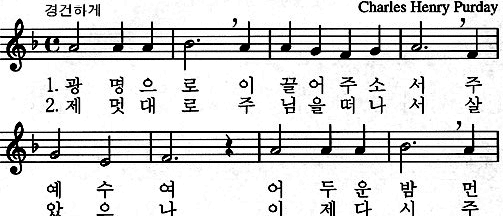 경건하게 Charles Henry Purday
1. 광 명 으 로 이 끌 어 주 소 서 주
2. 제 멋 대 로 주 님 을 떠 나 서 살
예 수 여 어 두 운 밤 먼
았 으 나 이 제 다 시 주